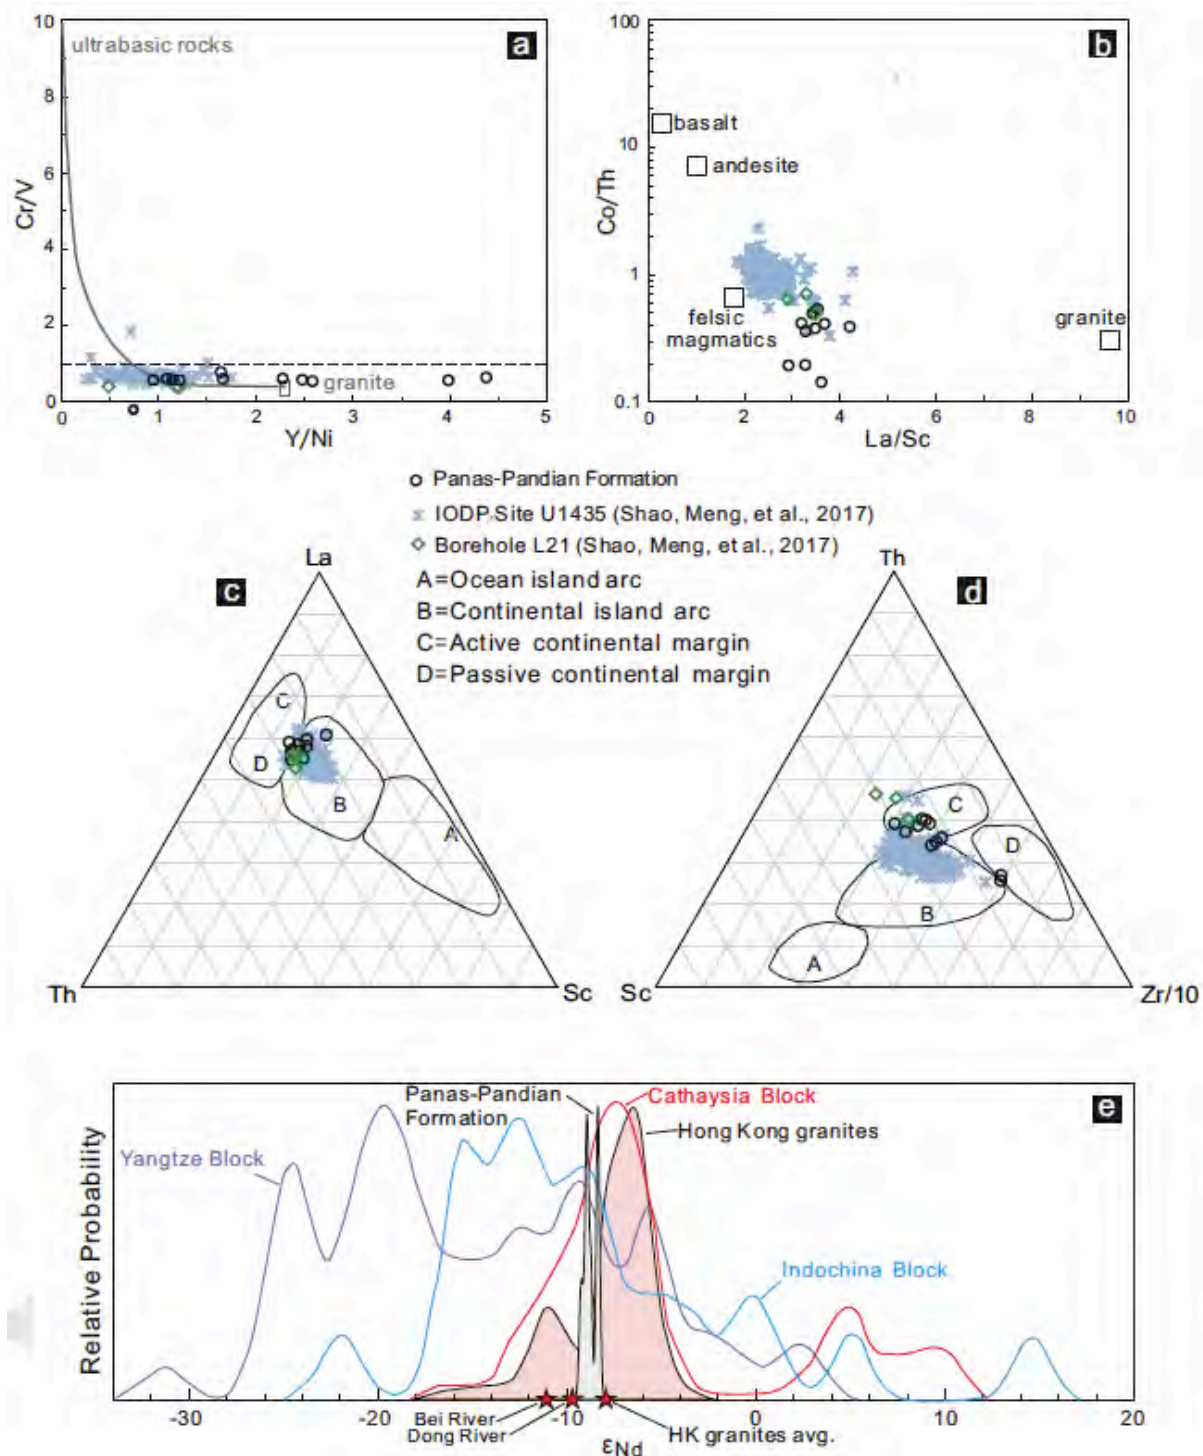 a
ultrabasic rocks
10
8
6
4
2
0
Cr/V
granite
0 1 2 3 4 5
Y/Ni
b
100
10
1
0.1
Co/Th
basalt
andesite
felsic
magmatics
granite
0 2 4 6 8 10
La/Sc
Panas-Pandian Formation
IODP Site U1435 (Shao, Meng, et al., 2017)
Borehole L21 (Shao, Meng, et al., 2017)
A=Ocean island arc
B=Continental island arc
C=Active continental margin
D=Passive continental margin
c
La
C
D
B
A
Th Sc
d
Th
C
D
B
A
Sc Zr/10
e
Relative Probability
Panas-Pandian
Formation
Cathaysia Block
Hong Kong granites
Yangtze Block
Indochina Block
-30 -20 -10 0 10 20
Bei River
Dong River
HK granites avg.
εNd